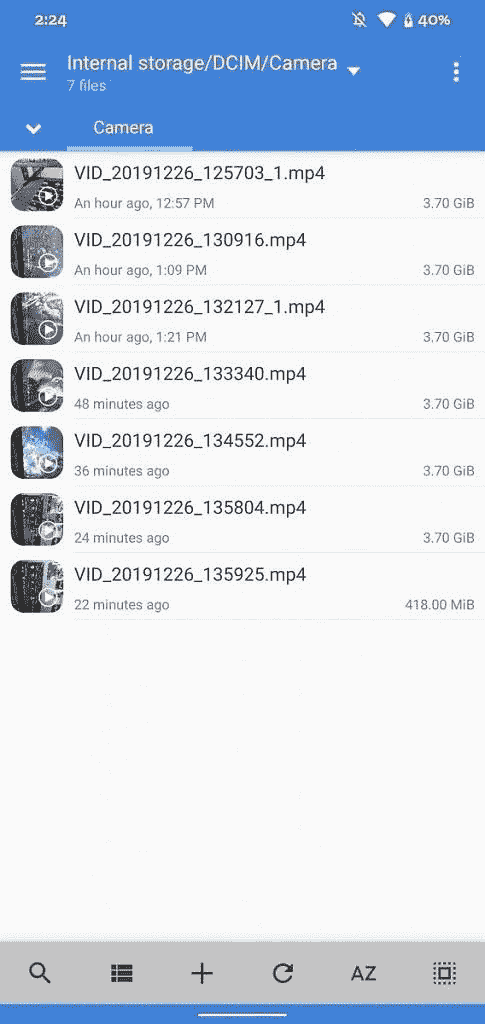 2:24
40%
Internal storage/DCIM/Camera
7 files
Camera
VID_20191226_125703_1.mp4
An hour ago, 12:57 PM
3.70 GiB
VID_20191226_130916.mp4
An hour ago, 1:09 PM
3.70 GiB
VID_20191226_132127_1.mp4
An hour ago, 1:21 PM
3.70 GiB
VID_20191226_133340.mp4
48 minutes ago
3.70 GiB
VID_20191226_134552.mp4
36 minutes ago
3.70 GiB
VID_20191226_135804.mp4
24 minutes ago
3.70 GiB
VID_20191226_135925.mp4
22 minutes ago
418.00 MiB
AZ